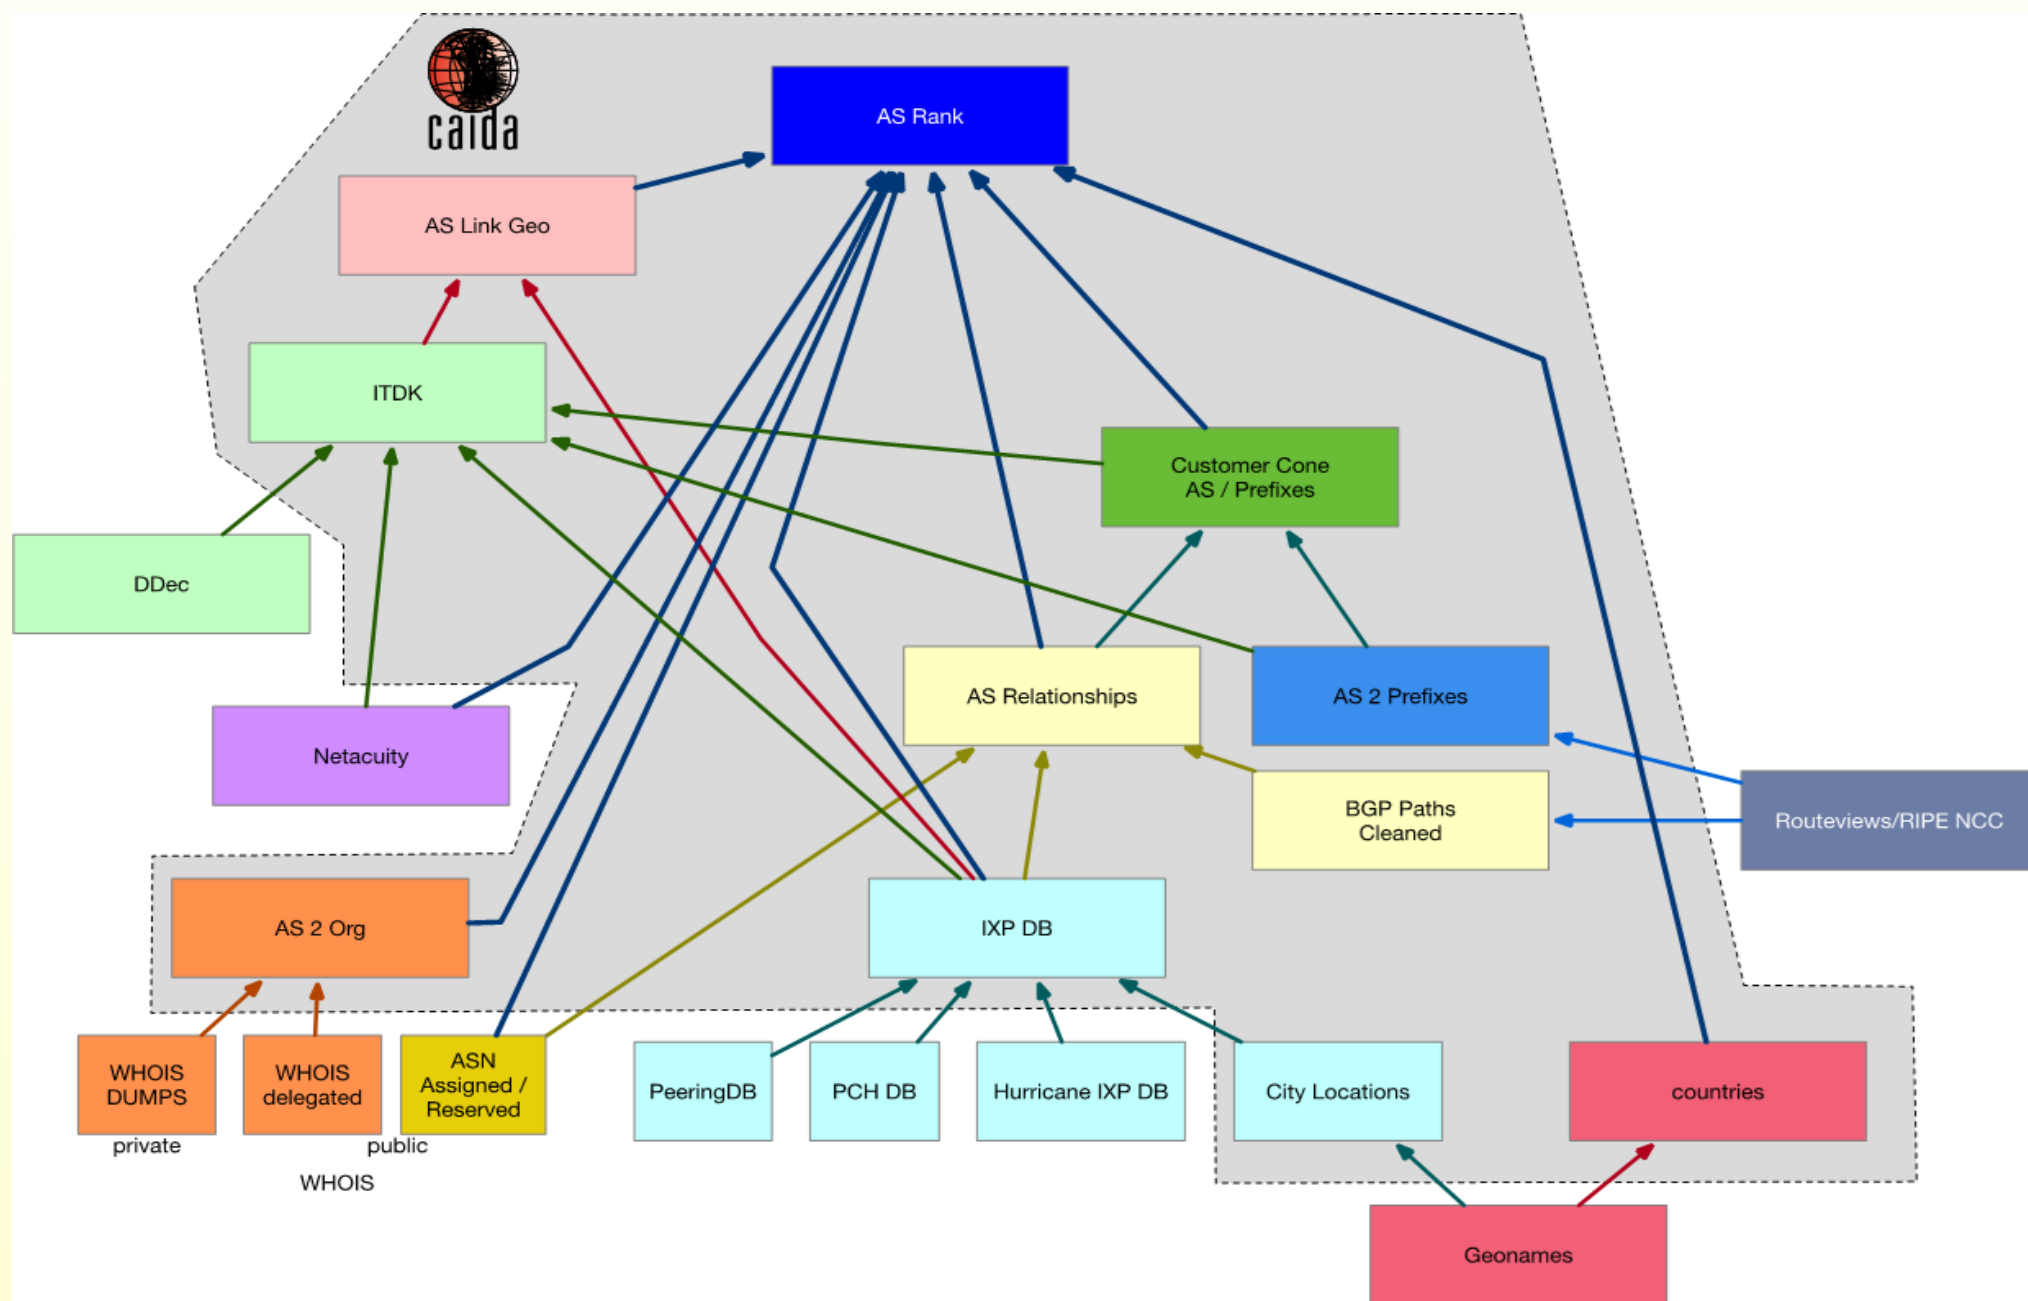 caida
AS Rank
AS Link Geo
ITDK
Customer Cone
AS / Prefixes
DDec
AS Relationships
AS 2 Prefixes
Netacuity
BGP Paths
Cleaned
Routeviews/RIPE NCC
AS 2 Org
IXP DB
WHOIS
DUMPS
WHOIS
delegated
ASN
Assigned /
Reserved
PeeringDB
PCH DB
Hurricane IXP DB
City Locations
countries
private
public
WHOIS
Geonames